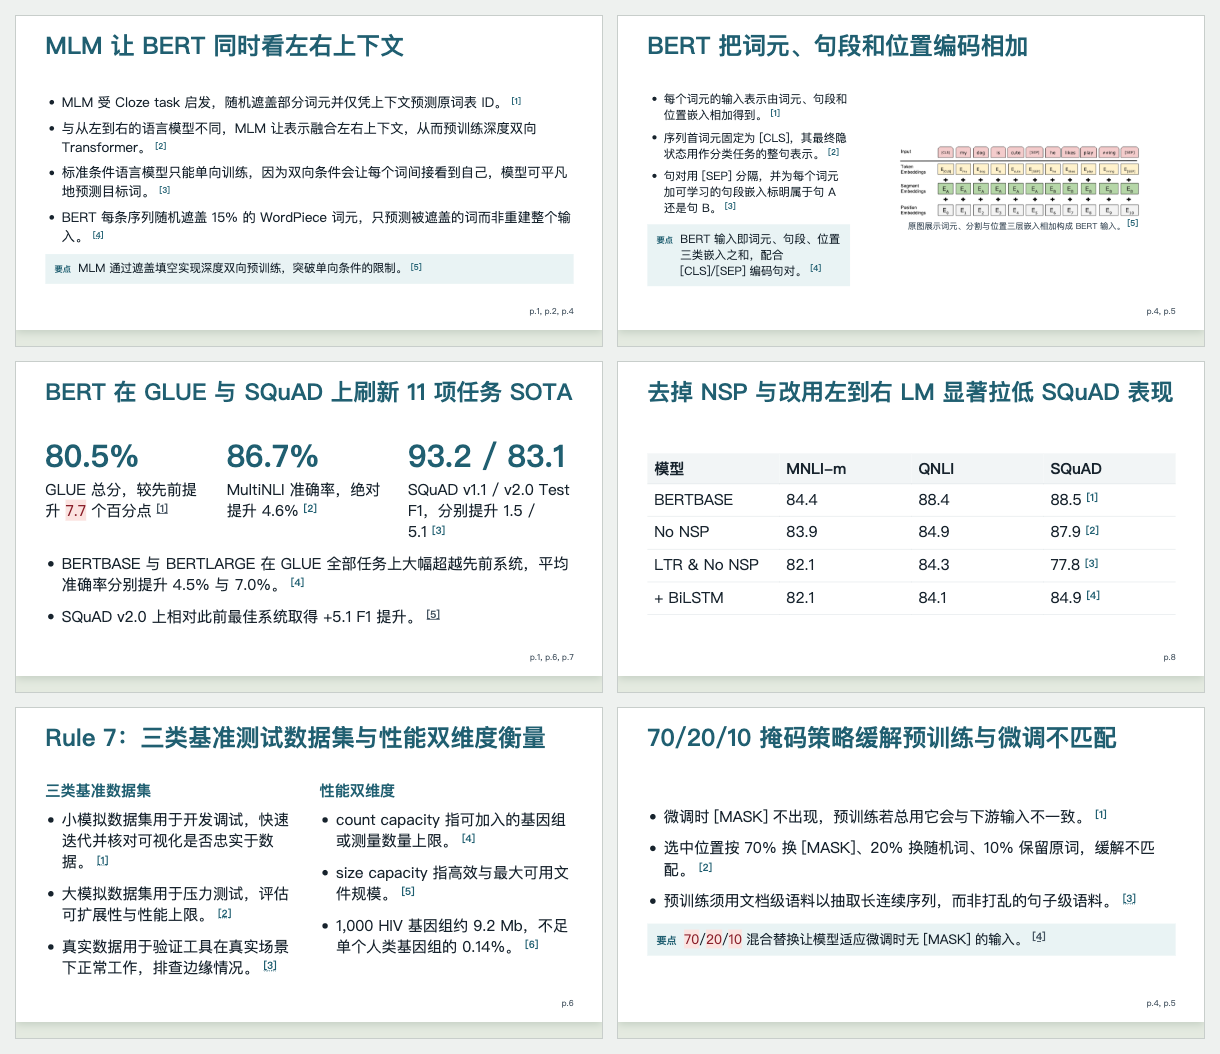 MLM 让 BERT 同时看左右上下文
• MLM 受 Cloze task 启发，随机遮盖部分词元并仅凭上下文预测原词表 ID。 [1]
• 与从左到右的语言模型不同，MLM 让表示融合左右上下文，从而预训练深度双向
Transformer。 [2]
• 标准条件语言模型只能单向训练，因为双向条件会让每个词间接看到自己，模型可平凡
地预测目标词。 [3]
• BERT 每条序列随机遮盖 15% 的 WordPiece 词元，只预测被遮盖的词而非重建整个输
入。 [4]
要点 MLM 通过遮盖填空实现深度双向预训练，突破单向条件的限制。 [5]
p.1, p.2, p.4
BERT 把词元、句段和位置编码相加
• 每个词元的输入表示由词元、句段和
位置嵌入相加得到。 [1]
• 序列首词元固定为 [CLS]，其最终隐
状态用作分类任务的整句表示。 [2]
• 句对用 [SEP] 分隔，并为每个词元
加可学习的句段嵌入标明属于句 A
还是句 B。 [3]
要点 BERT 输入即词元、句段、位置
三类嵌入之和，配合
[CLS]/[SEP] 编码句对。 [4]
Input [CLS] my dog is cute [SEP] he likes play ##ing [SEP]
Token
Embeddings
Segment
Embeddings
Position
Embeddings
原图展示词元、分割与位置三层嵌入相加构成 BERT 输入。 [5]
p.4, p.5
BERT 在 GLUE 与 SQuAD 上刷新 11 项任务 SOTA
80.5% 86.7% 93.2 / 83.1
GLUE 总分，较先前提
升 7.7 个百分点 [1]
MultiNLI 准确率，绝对
提升 4.6% [2]
SQuAD v1.1 / v2.0 Test
F1，分别提升 1.5 /
5.1 [3]
• BERTBASE 与 BERTLARGE 在 GLUE 全部任务上大幅超越先前系统，平均
准确率分别提升 4.5% 与 7.0%。 [4]
• SQuAD v2.0 上相对此前最佳系统取得 +5.1 F1 提升。 [5]
p.1, p.6, p.7
去掉 NSP 与改用左到右 LM 显著拉低 SQuAD 表现
模型 MNLI-m QNLI SQuAD
BERTBASE 84.4 88.4 88.5 [1]
No NSP 83.9 84.9 87.9 [2]
LTR & No NSP 82.1 84.3 77.8 [3]
+ BiLSTM 82.1 84.1 84.9 [4]
p.8
Rule 7：三类基准测试数据集与性能双维度衡量
三类基准数据集
• 小模拟数据集用于开发调试，快速
迭代并核对可视化是否忠实于数
据。 [1]
• 大模拟数据集用于压力测试，评估
可扩展性与性能上限。 [2]
• 真实数据用于验证工具在真实场景
下正常工作，排查边缘情况。 [3]
性能双维度
• count capacity 指可加入的基因组
或测量数量上限。 [4]
• size capacity 指高效与最大可用文
件规模。 [5]
• 1,000 HIV 基因组约 9.2 Mb，不足
单个人类基因组的 0.14%。 [6]
p.6
70/20/10 掩码策略缓解预训练与微调不匹配
• 微调时 [MASK] 不出现，预训练若总用它会与下游输入不一致。 [1]
• 选中位置按 70% 换 [MASK]、20% 换随机词、10% 保留原词，缓解不匹
配。 [2]
• 预训练须用文档级语料以抽取长连续序列，而非打乱的句子级语料。 [3]
要点 70/20/10 混合替换让模型适应微调时无 [MASK] 的输入。 [4]
p.4, p.5